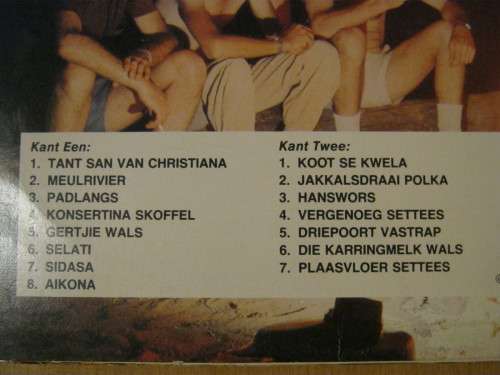 Kant Een:
1. TANT SAN VAN CHRISTIANA
2. MEULRIVIER
3. PADLANGS
4. KONSERTINA SKOFFEL
5. GERTJIE WALS
6. SELATI
7. SIDASA
8. AIKONA
Kant Twee:
1. KOOT SE KWELA
2. JAKKALSDRAAI POLKA
3. HANSWORS
4. VERGENOEG SETTEES
5. DRIEPOORT VASTRAP
6. DIE KARRINGMELK WALS
7. PLAASVLOER SETTEES